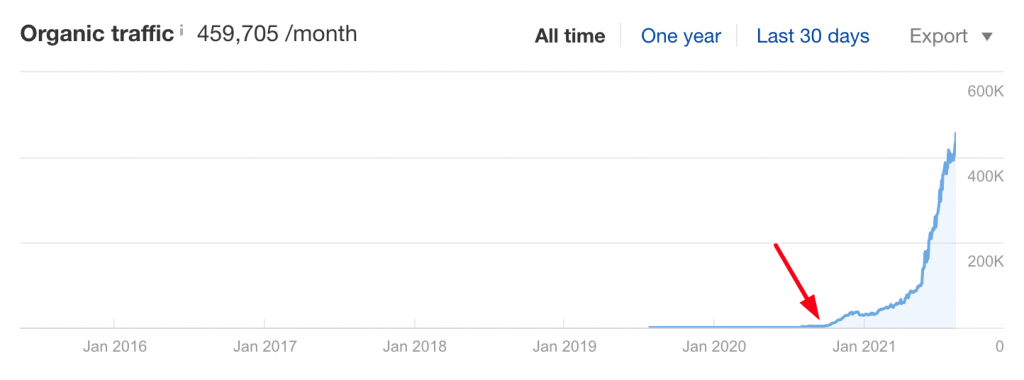 Organic traffic i 459,705 /month All time One year Last 30 days Export
600K
400K
200K
Jan 2016 Jan 2017 Jan 2018 Jan 2019 Jan 2020 Jan 2021 0